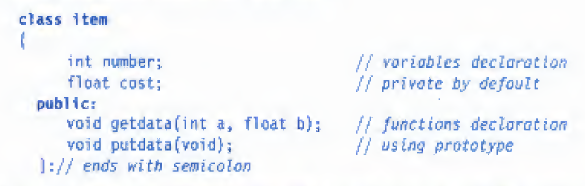 class item
{
int number; // variables declaration
float cost; // private by default
public:
void getdata(int a, float b); // functions declaration
void putdata(void); // using prototype
}; // ends with semicolon